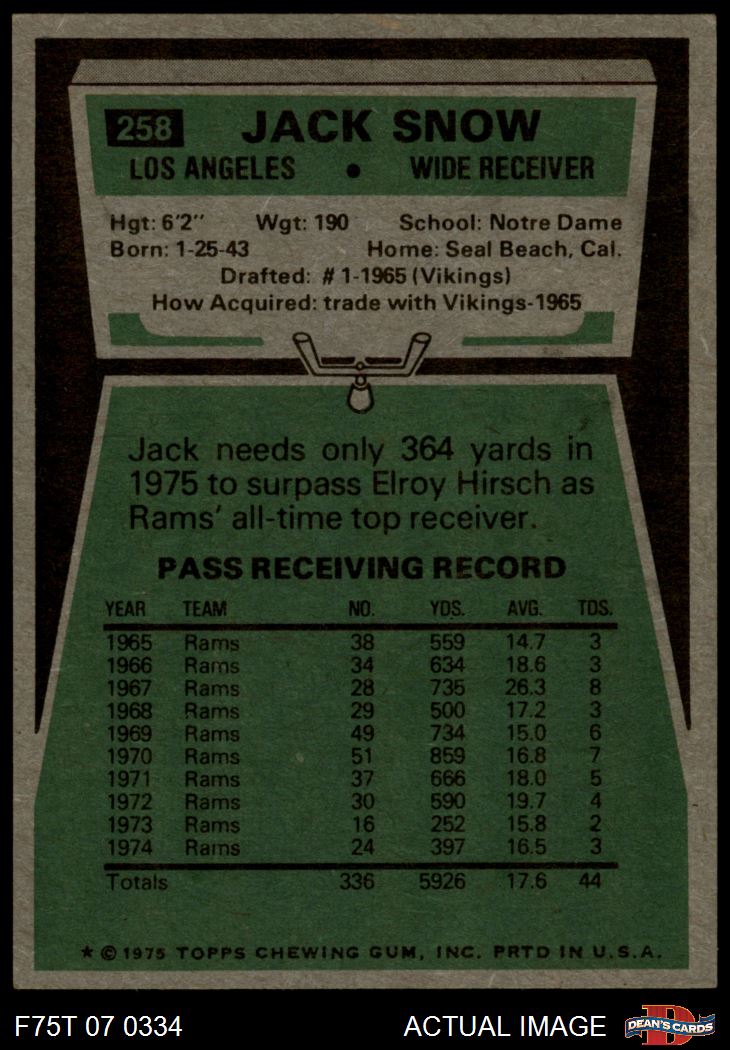 258 JACK SNOW
LOS ANGELES • WIDE RECEIVER
Hgt: 6'2" Wgt: 190 School: Notre Dame
Born: 1-25-43 Home: Seal Beach, Cal.
Drafted: #1-1965 (Vikings)
How Acquired: trade with Vikings-1965
Jack needs only 364 yards in
1975 to surpass Elroy Hirsch as
Rams' all-time top receiver.
PASS RECEIVING RECORD
YEAR TEAM NO. YDS. AVG. TDS.
1965 Rams 38 559 14.7 3
1966 Rams 34 634 18.6 3
1967 Rams 28 735 26.3 8
1968 Rams 29 500 17.2 3
1969 Rams 49 734 15.0 6
1970 Rams 51 859 16.8 7
1971 Rams 37 666 18.0 5
1972 Rams 30 590 19.7 4
1973 Rams 16 252 15.8 2
1974 Rams 24 397 16.5 3
Totals 336 5926 17.6 44
★ © 1975 TOPPS CHEWING GUM, INC. PRTD IN U.S.A.
F75T 07 0334 ACTUAL IMAGE D DEAN'S CARDS